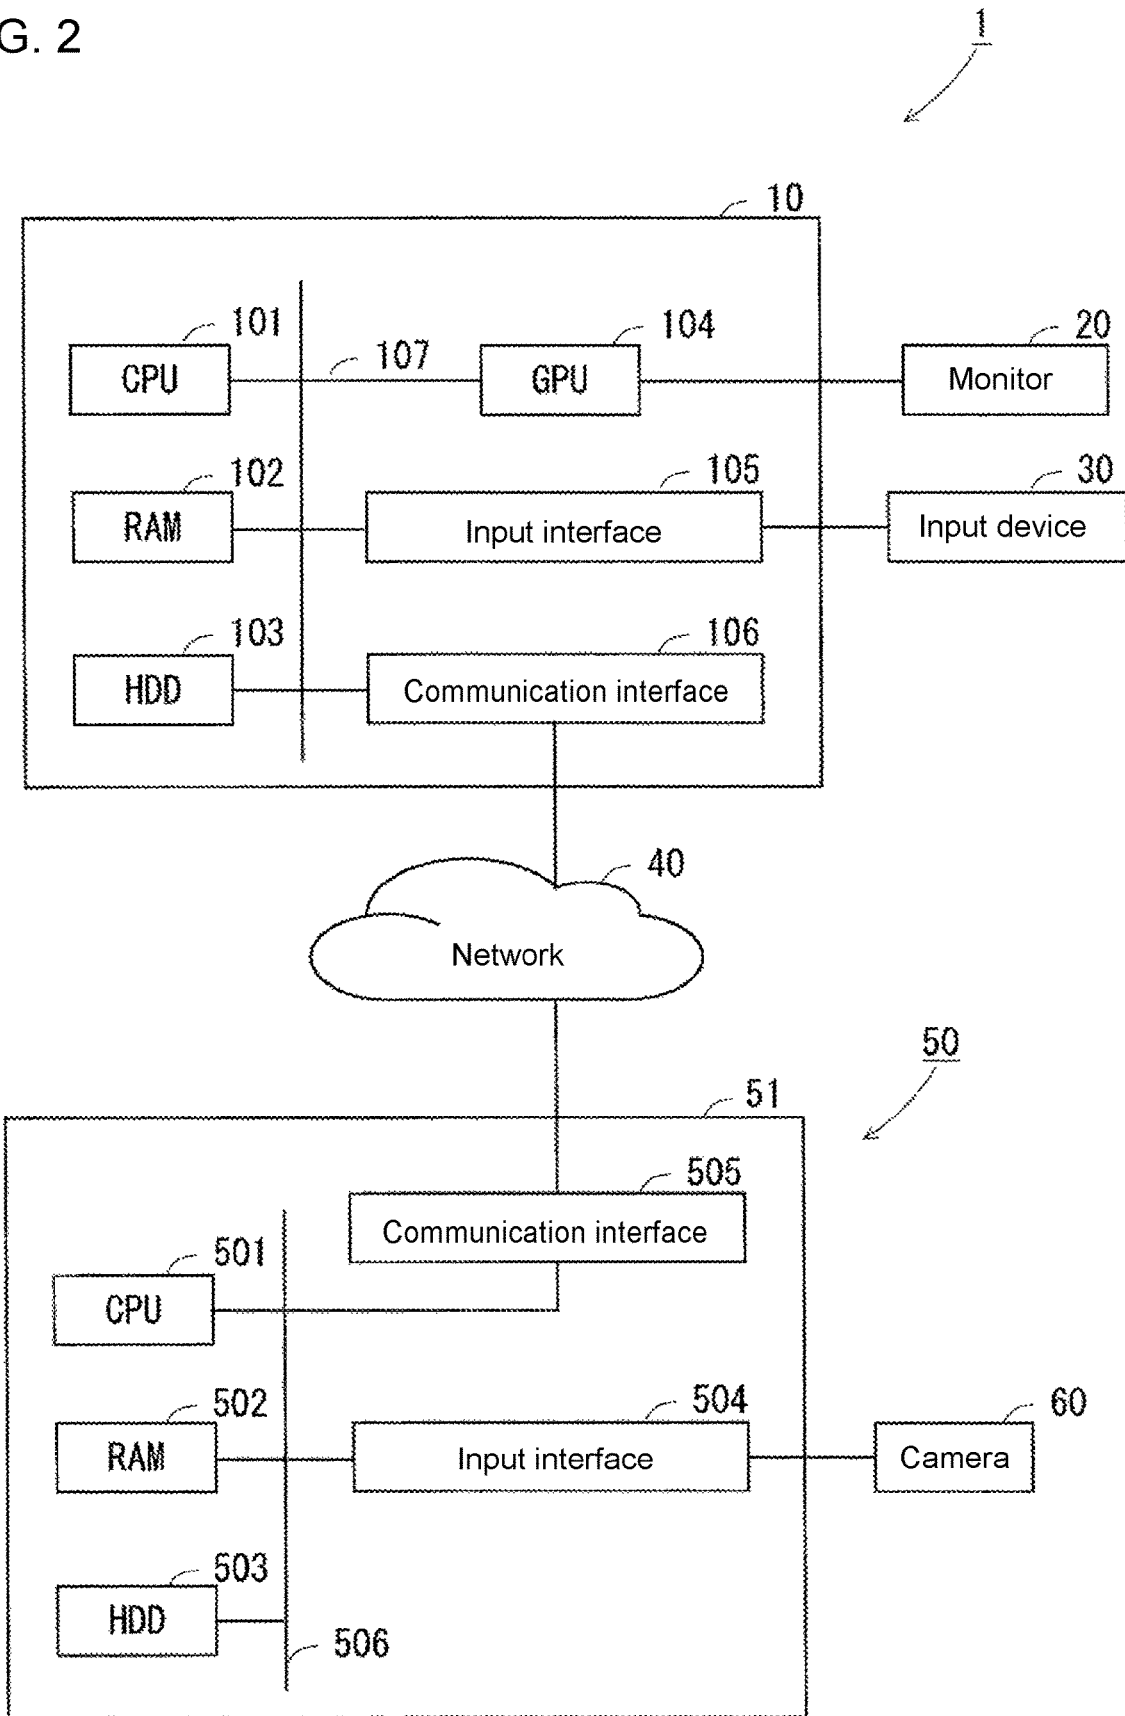 G. 2
1
10
101
107
104
20
CPU
GPU
Monitor
102
105
30
RAM
Input interface
Input device
103
106
HDD
Communication interface
40
Network
50
51
505
Communication interface
501
CPU
502
504
60
RAM
Input interface
Camera
503
HDD
506